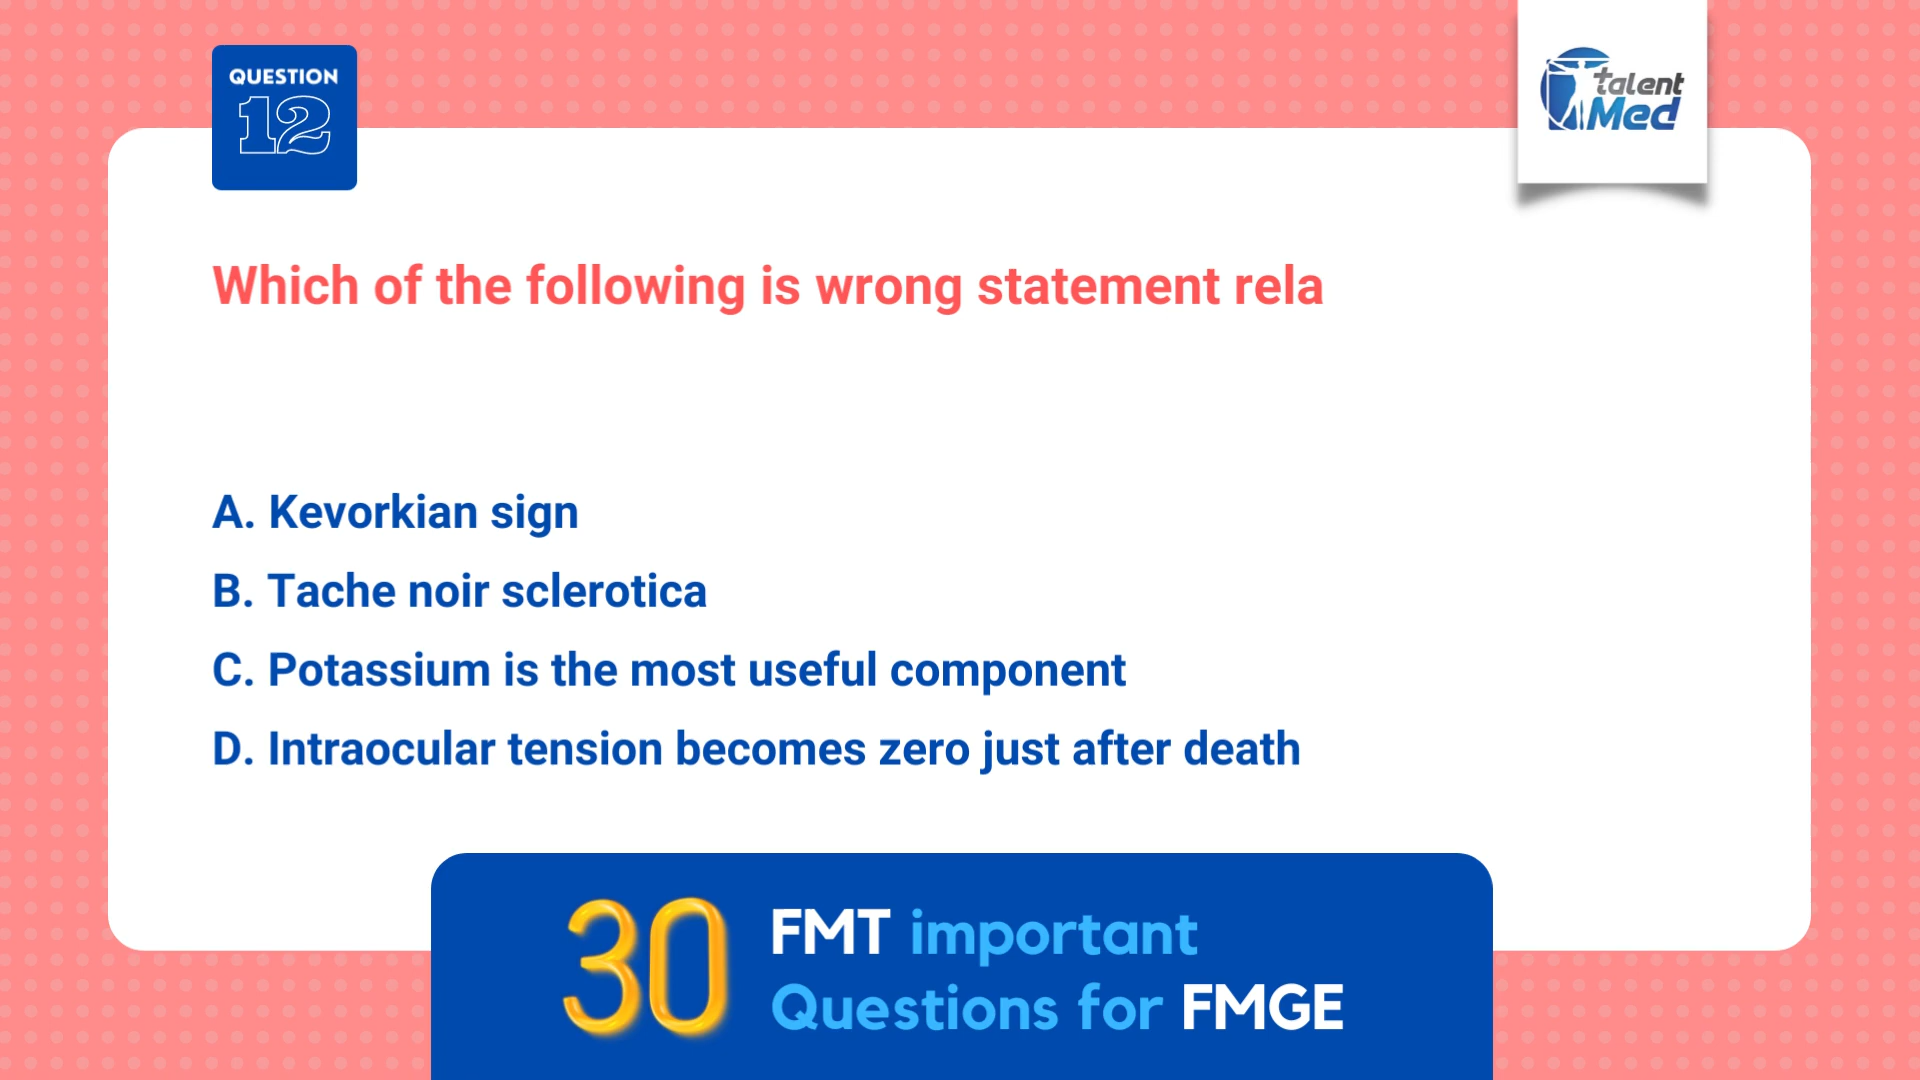 QUESTION
12
talent
Med
Which of the following is wrong statement rela
A. Kevorkian sign
B. Tache noir sclerotica
C. Potassium is the most useful component
D. Intraocular tension becomes zero just after death
30
FMT important
Questions for FMGE